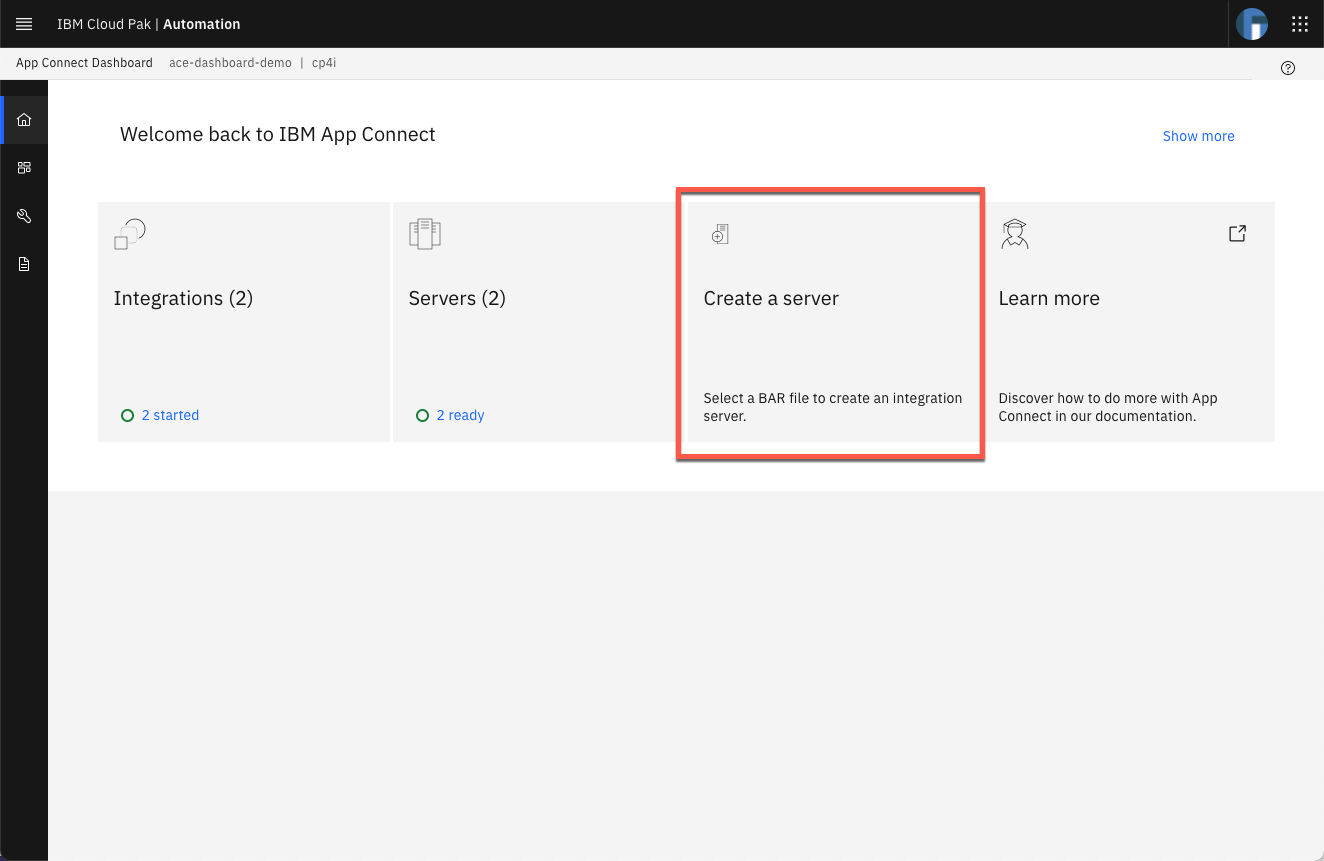 IBM Cloud Pak | Automation
App Connect Dashboard ace-dashboard-demo | cp4i
Welcome back to IBM App Connect
Show more
Integrations (2)
2 started
Servers (2)
2 ready
Create a server
Select a BAR file to create an integration
server.
Learn more
Discover how to do more with App
Connect in our documentation.